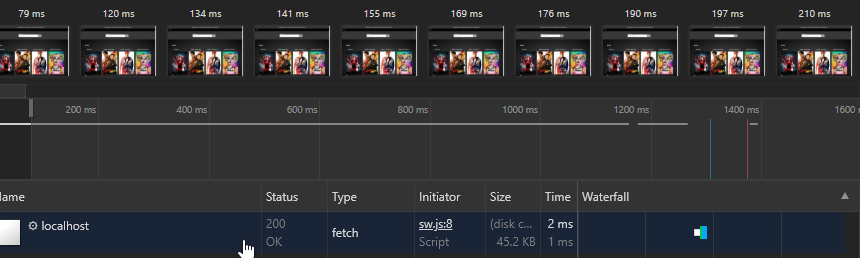 79 ms 120 ms 134 ms 141 ms 155 ms 169 ms 176 ms 190 ms 197 ms 210 ms
200 ms 400 ms 600 ms 800 ms 1000 ms 1200 ms 1400 ms 1600
ame Status Type Initiator Size Time Waterfall
localhost 200 fetch sw.js:8 (disk c... 2 ms
OK Script 45.2 KB 1 ms